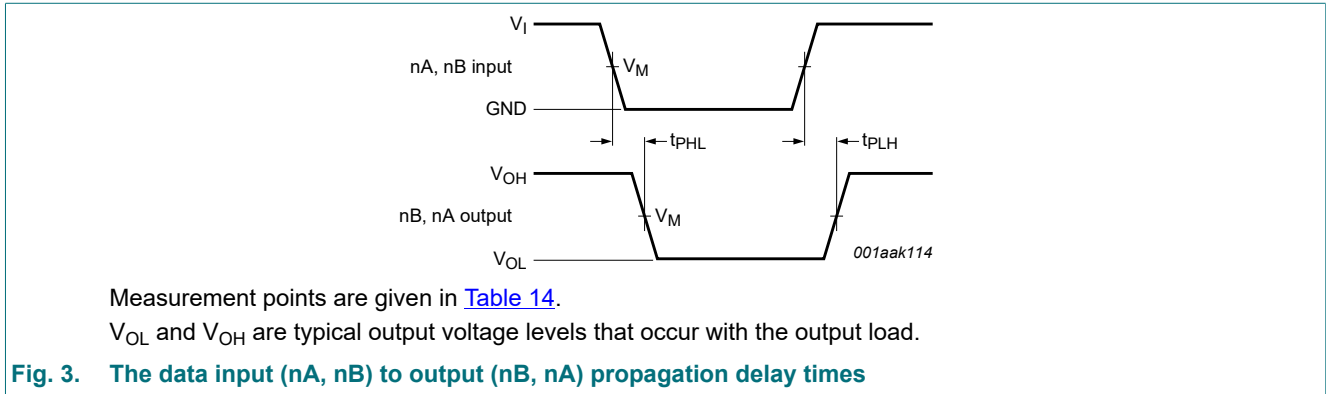 VI
nA, nB input
VM
GND
tPHL
tPLH
VOH
nB, nA output
VM
VOL
001aak114
Measurement points are given in Table 14.
VOL and VOH are typical output voltage levels that occur with the output load.
Fig. 3. The data input (nA, nB) to output (nB, nA) propagation delay times